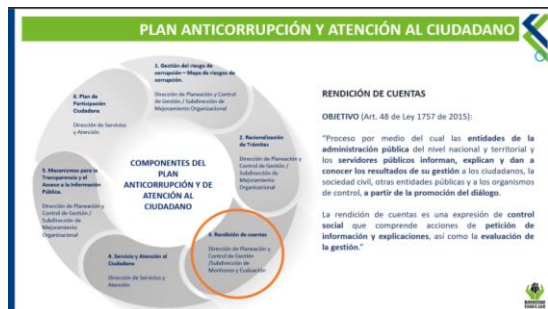 PLAN ANTICORRUPCIÓN Y ATENCIÓN AL CIUDADANO
1. Gestión del riesgo de
corrupción – Mapa de riesgos de
corrupción.
Dirección de Planeación y Control
de Gestión / Subdirección de
Mejoramiento Organizacional
2. Racionalización
de Trámites
Dirección de Planeación y
Control de Gestión /
Subdirección de
Mejoramiento
Organizacional
3. Rendición de cuentas
Dirección de Planeación y
Control de Gestión
/Subdirección de
Monitoreo y Evaluación
4. Servicio y Atención al
Ciudadano
Dirección de Servicios y
Atención
5. Mecanismos para la
Transparencia y el
Acceso a la Información
Pública.
Dirección de Planeación y
Control de Gestión /
Subdirección de
Mejoramiento
Organizacional
6. Plan de
Participación
Ciudadana
Dirección de Servicios
y Atención
COMPONENTES DEL
PLAN
ANTICORRUPCIÓN Y DE
ATENCIÓN AL
CIUDADANO
RENDICIÓN DE CUENTAS
OBJETIVO (Art. 48 de Ley 1757 de 2015):
"Proceso por medio del cual las entidades de la
administración pública del nivel nacional y territorial y
los servidores públicos informan, explican y dan a
conocer los resultados de su gestión a los ciudadanos, la
sociedad civil, otras entidades públicas y a los organismos
de control, a partir de la promoción del diálogo.
La rendición de cuentas es una expresión de control
social que comprende acciones de petición de
información y explicaciones, así como la evaluación de
la gestión."
BIENESTAR
FAMILIAR